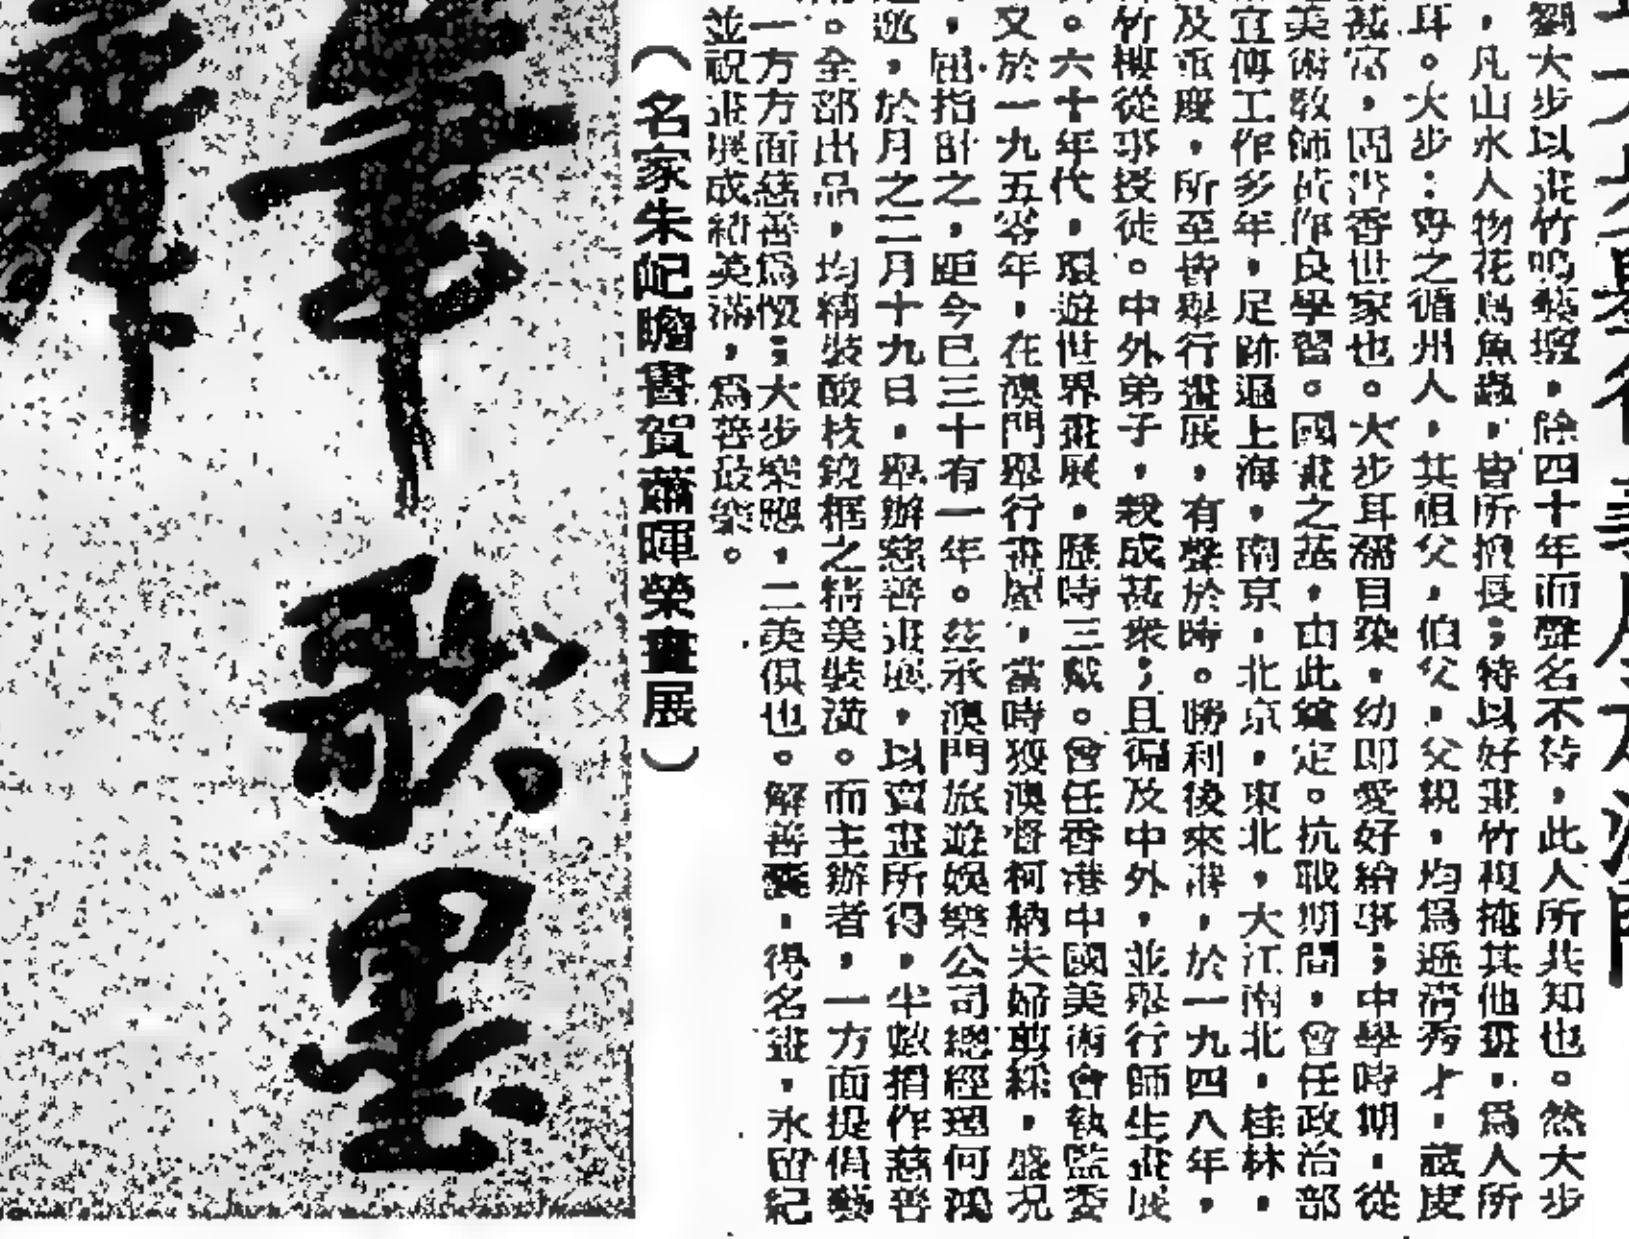 劉大步以畫竹鳴藝壇，除四十年而聲名不替，此人所共知也。然大步
，凡山水人物花鳥魚蟲，皆所擅長；特以好畫竹覆掩其他耳，爲人所
耳。大步：粤之循州人，其祖父，伯父，父親，均爲遜清秀才，藏庋
甚富，固書香世家也。大步耳濡目染，幼即愛好繪事；中學時期，從
美術教師黃作良學習。國畫之基，由此奠定。抗戰期間，曾任政治部
宣傳工作多年，足跡遍上海，南京，北京，東北，大江南北，桂林，
及重慶，所至皆舉行畫展，有聲於時。勝利後來港，於一九四八年，
竹樓從事授徒。中外弟子，栽成甚衆；且徧及中外，並舉行師生畫展
。六十年代，環遊世界畫展，歷時三載。曾任香港中國美術會執監委
又於一九五零年，在澳門舉行畫展，當時獲澳督柯納夫婦剪綵，盛況
，屈指計之，距今已三十有一年。茲承澳門旅遊娛樂公司總經理何鴻
邀，於月之二月十九日，舉辦慈善畫展，以賣畫所得，半數捐作慈善
。全部出品，均精裝酸枝鏡框之精美裝潢。而主辦者，一方面提倡藝
一方方面慈善爲懷；大步樂應，二美俱也。解善囊，得名畫，永留紀
並祝畫展成績美滿，爲善最樂。
（名家朱屺瞻書賀蕭暉榮畫展）
筆歌墨
舞